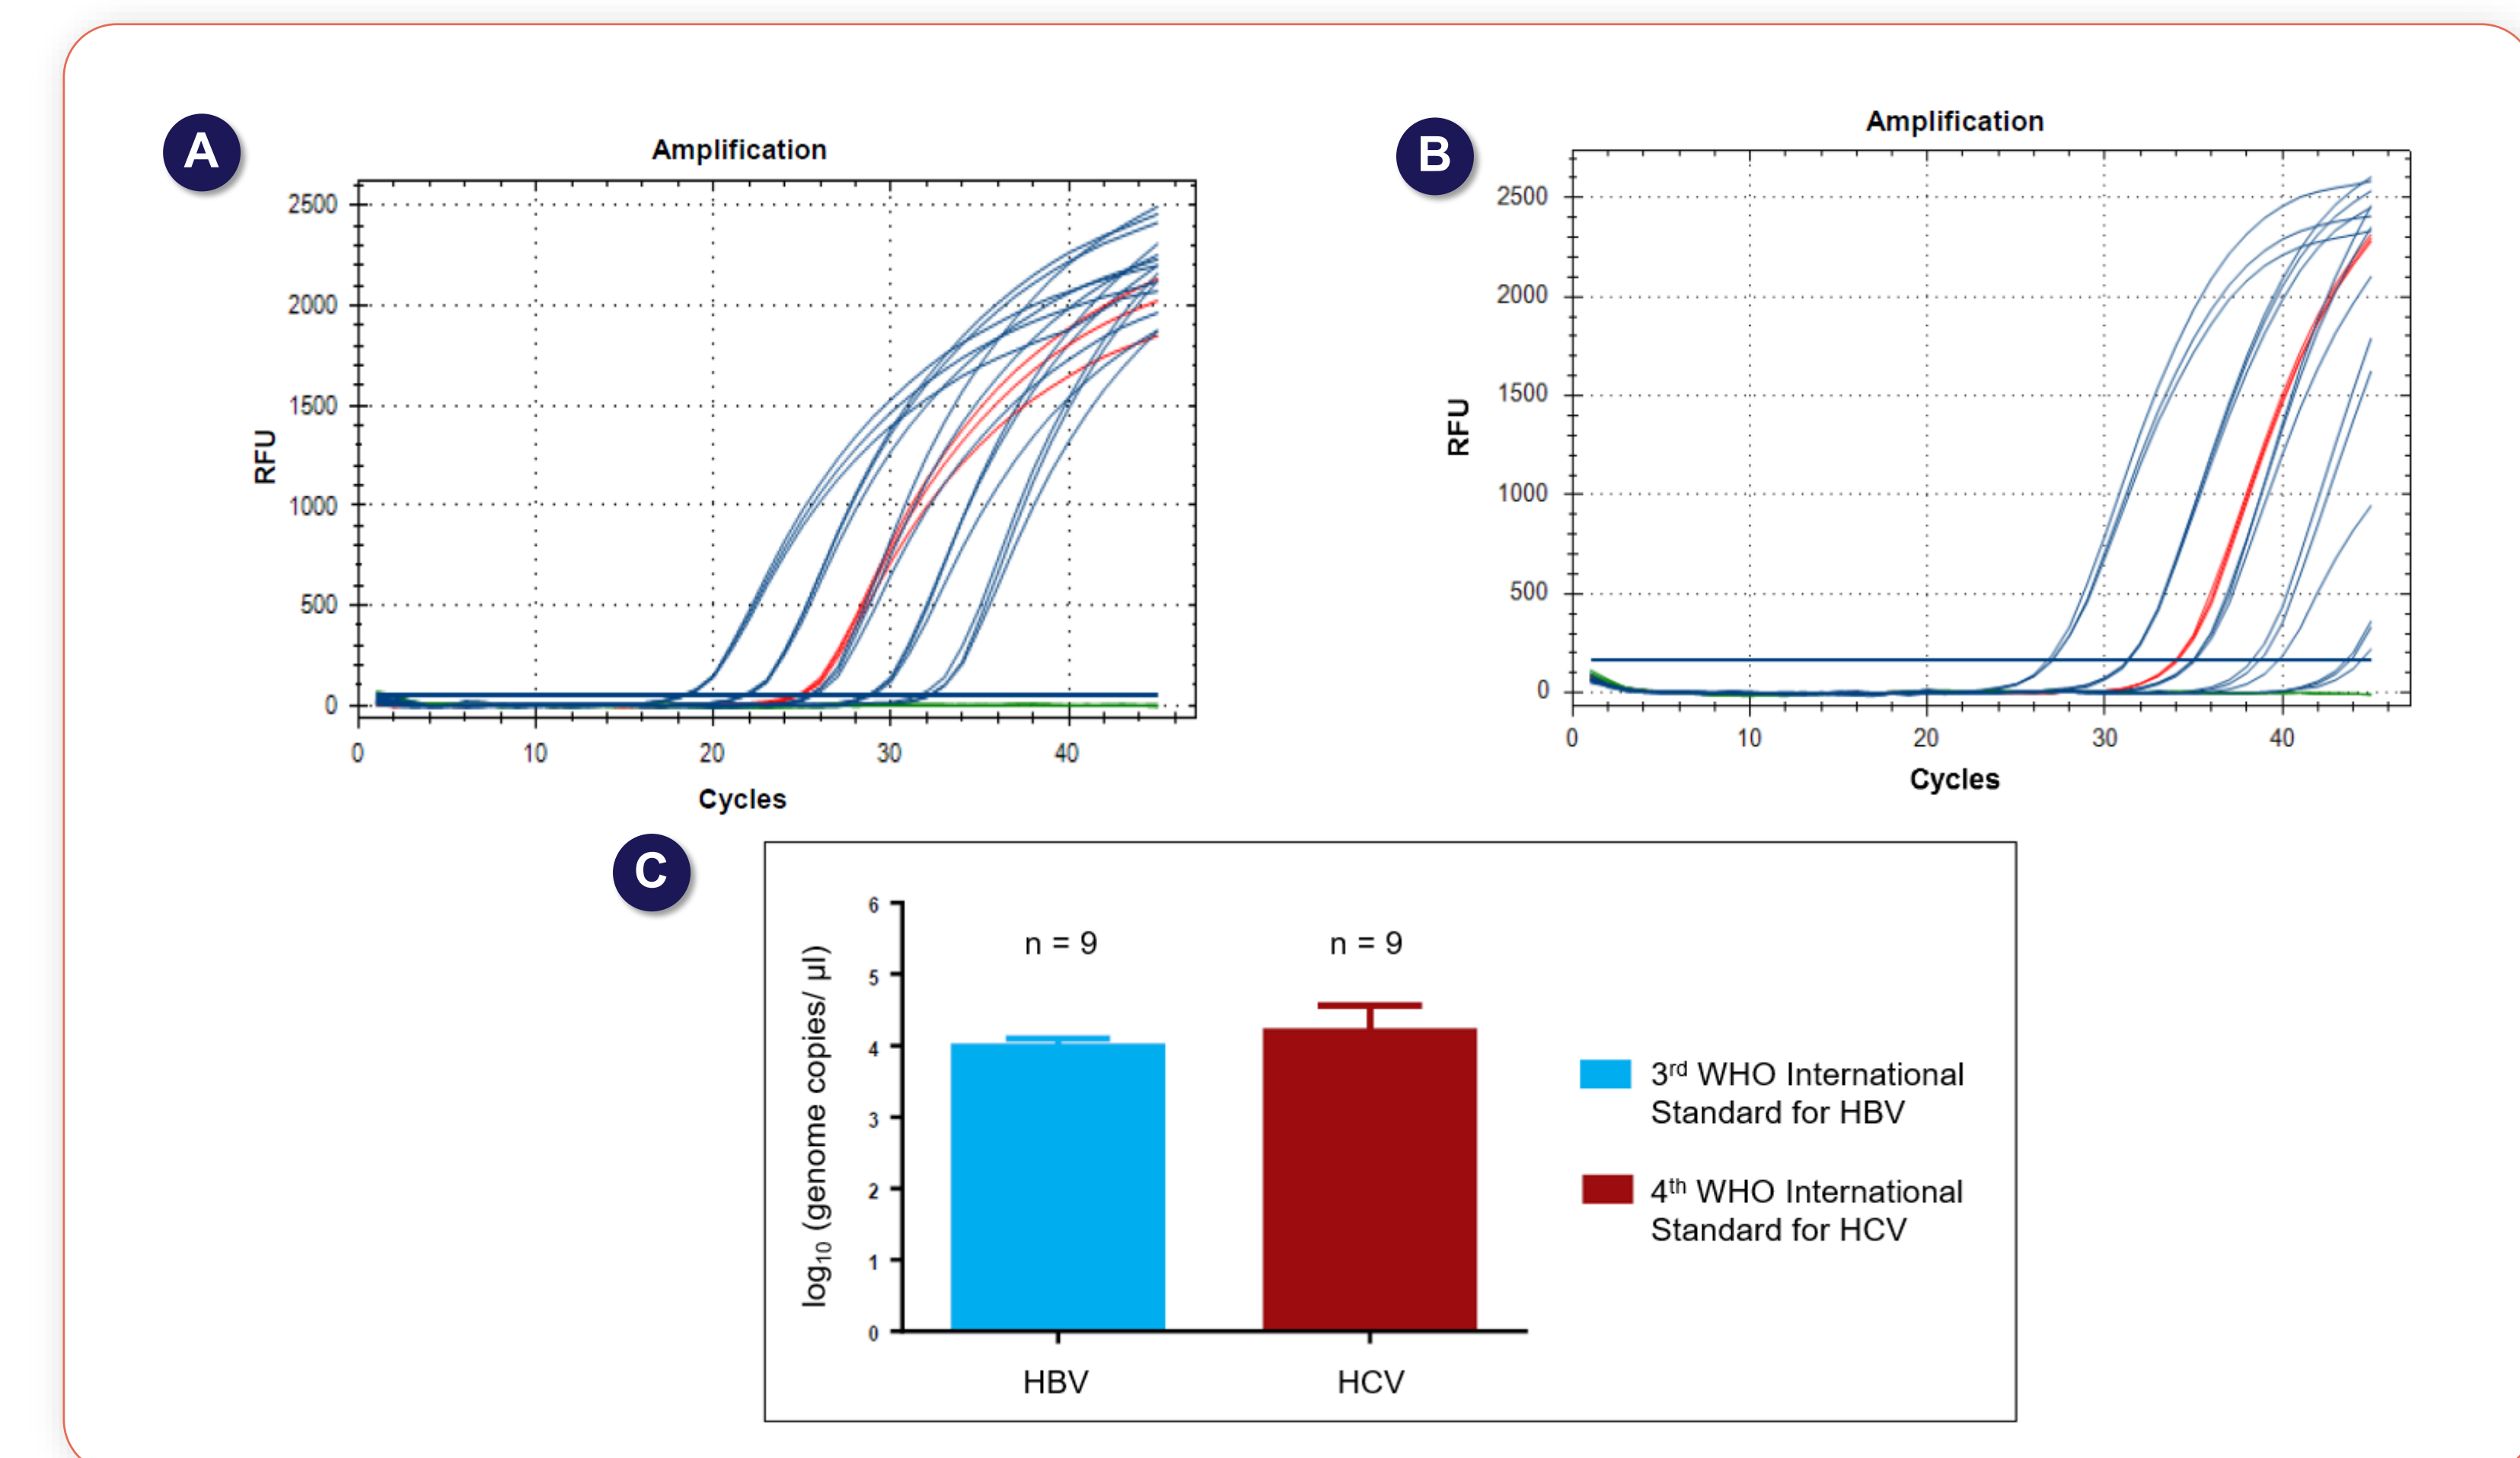 A
Amplification
2500
2000
1500
1000
500
0
RFU
0 10 20 30 40
Cycles
B
Amplification
2500
2000
1500
1000
500
0
RFU
0 10 20 30 40
Cycles
C
6
5
4
3
2
1
0
log₁₀ (genome copies/ µl)
n = 9 n = 9
HBV HCV
3rd WHO International
Standard for HBV
4th WHO International
Standard for HCV